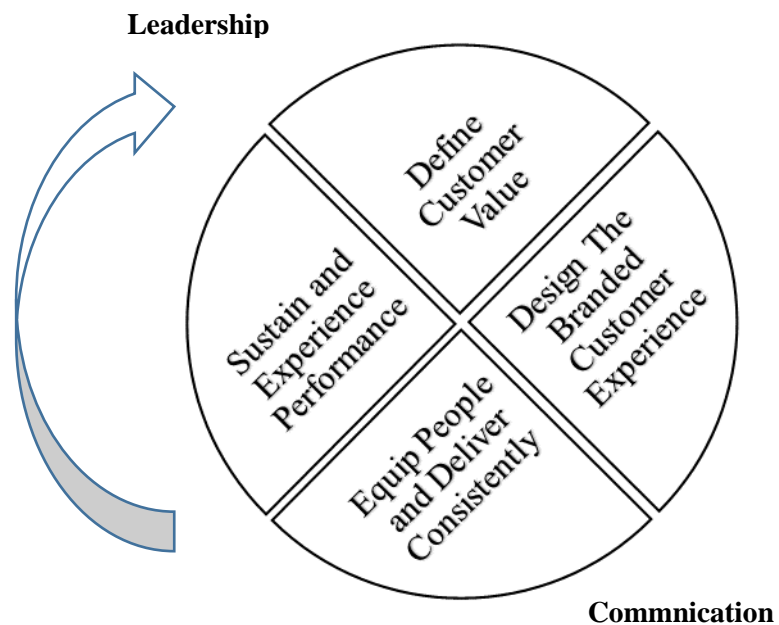 Leadership
Define
Customer
Value
Design The
Branded
Customer
Experience
Equip People
and Deliver
Consistently
Sustain and
Experience
Performance
Commnication